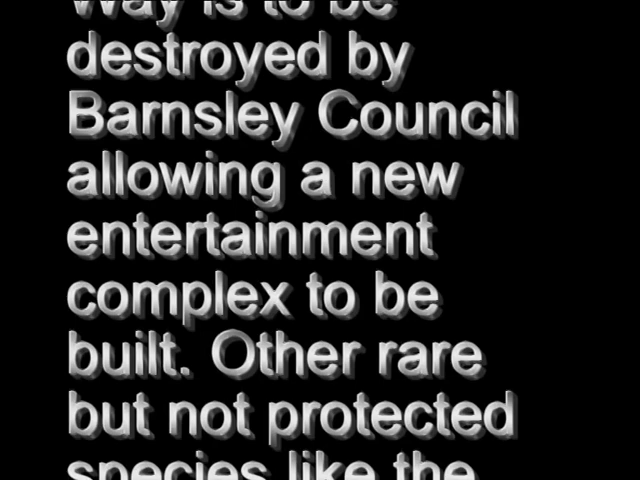 Way is to be
destroyed by
Barnsley Council
allowing a new
entertainment
complex to be
built. Other rare
but not protected
species like the